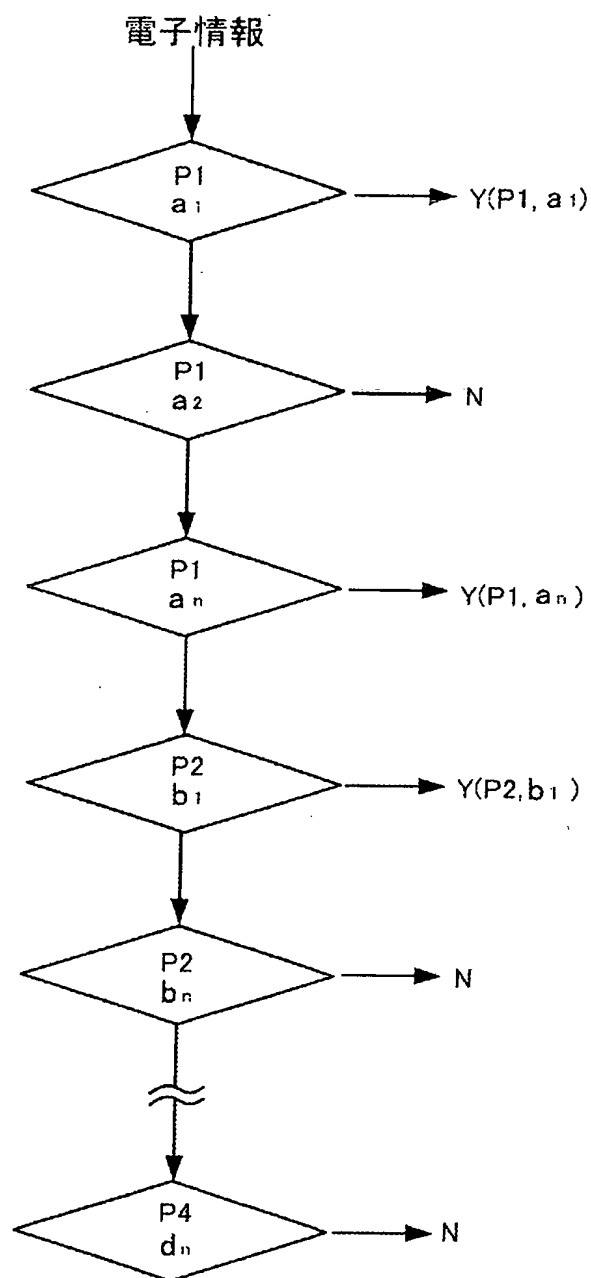 電子情報
P1
a₁
Y(P1, a₁)
P1
a₂
N
P1
aₙ
Y(P1, aₙ)
P2
b₁
Y(P2, b₁)
P2
bₙ
N
P4
dₙ
N